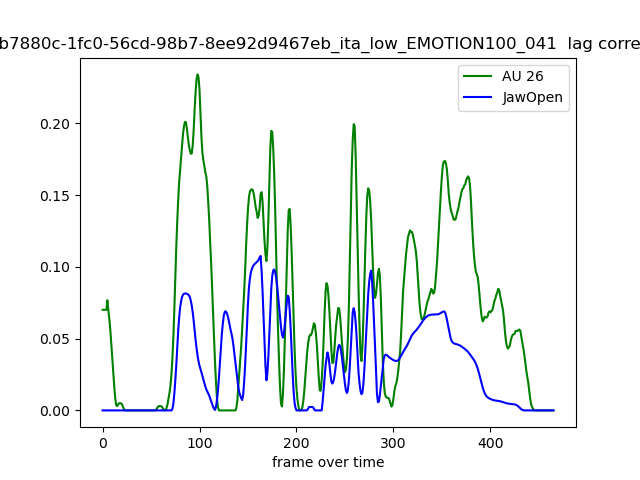 b7880c-1fc0-56cd-98b7-8ee92d9467eb_ita_low_EMOTION100_041 lag corre
AU 26
JawOpen
0.20
0.15
0.10
0.05
0.00
0 100 200 300 400
frame over time